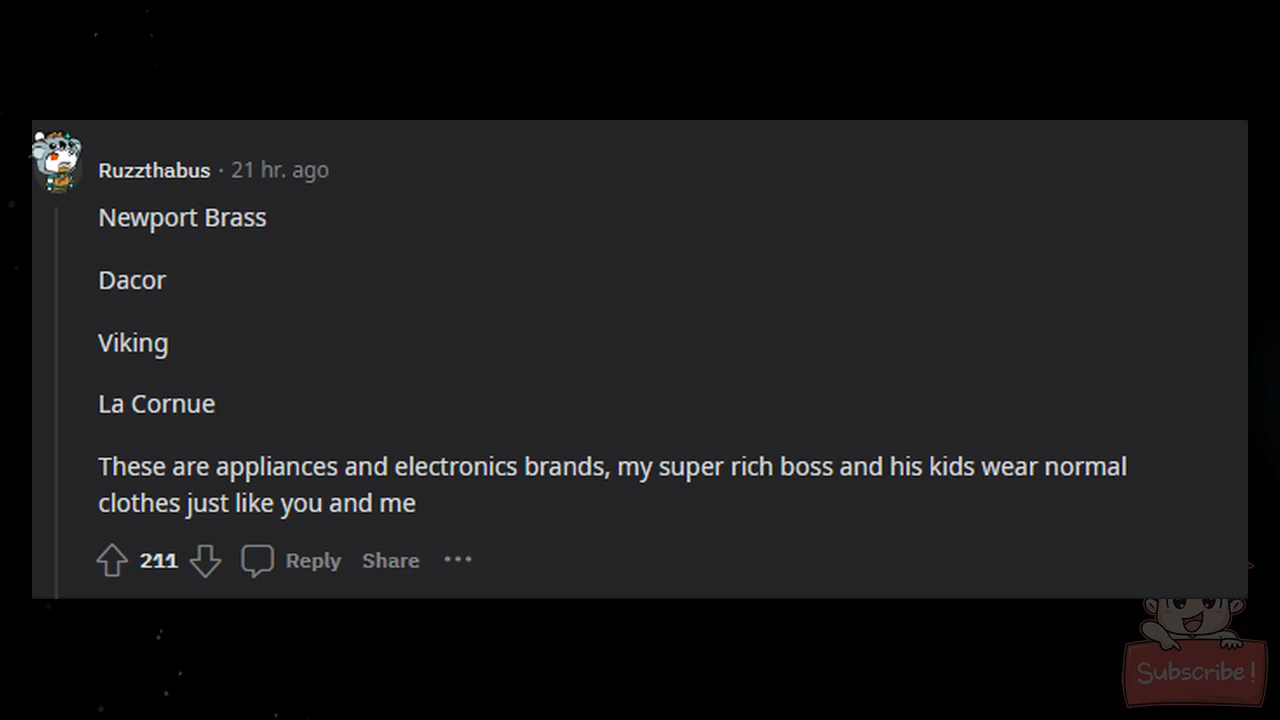 Ruzzthabus · 21 hr. ago
Newport Brass
Dacor
Viking
La Cornue
These are appliances and electronics brands, my super rich boss and his kids wear normal
clothes just like you and me
211 Reply Share ···
Subscribe!